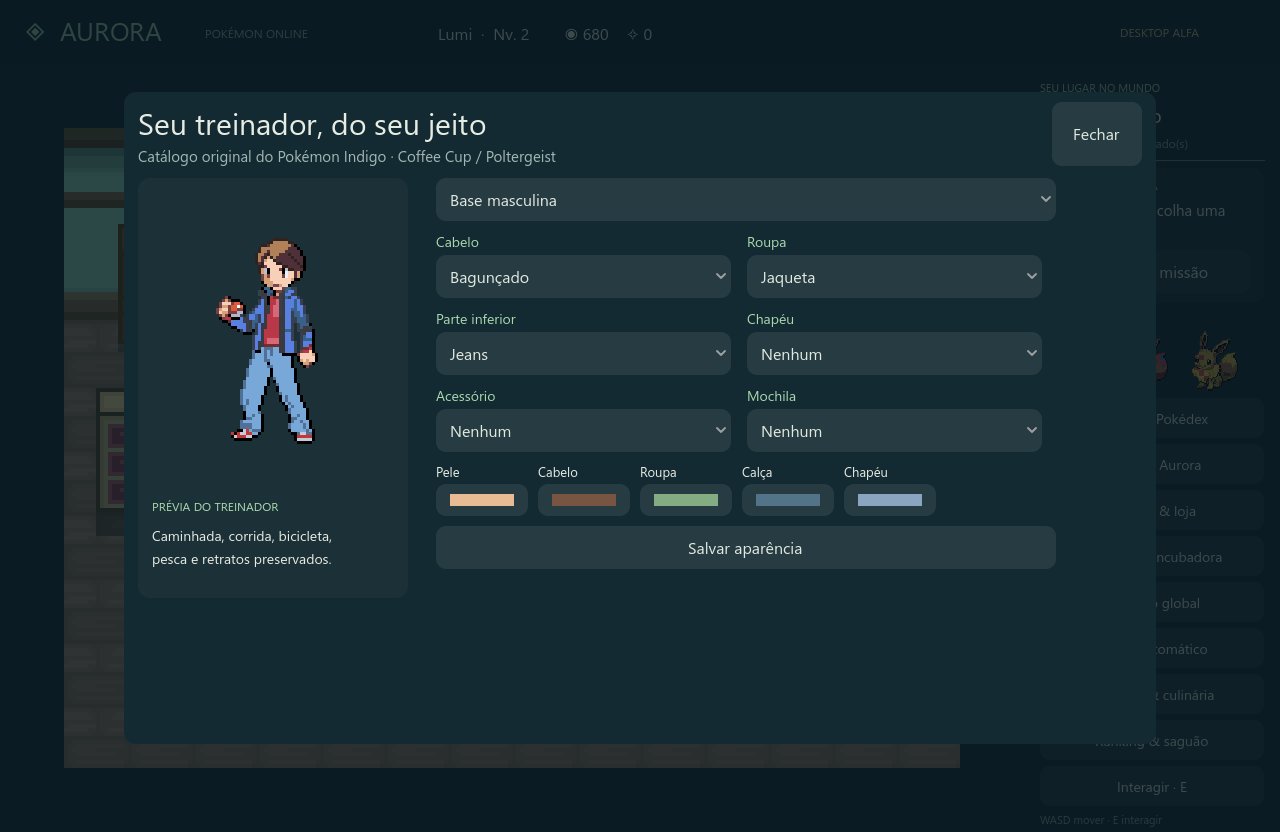 AURORA
POKÉMON ONLINE
Lumi · Nv. 2
680
0
DESKTOP ALFA
SEU LUGAR NO MUNDO
Seu treinador, do seu jeito
Fechar
Catálogo original do Pokémon Indigo · Coffee Cup / Poltergeist
ado(s)
Base masculina
colha uma
Cabelo
Roupa
Bagunçado
Jaqueta
missão
Parte inferior
Chapéu
Jeans
Nenhum
Acessório
Mochila
Nenhum
Nenhum
Pokédex
Aurora
Pele
Cabelo
Roupa
Calça
Chapéu
PRÉVIA DO TREINADOR
Caminhada, corrida, bicicleta,
pesca e retratos preservados.
Salvar aparência
& loja
ncubadora
global
tomático
& culinária
& saguão
Interagir · E
WASD mover · E interagir